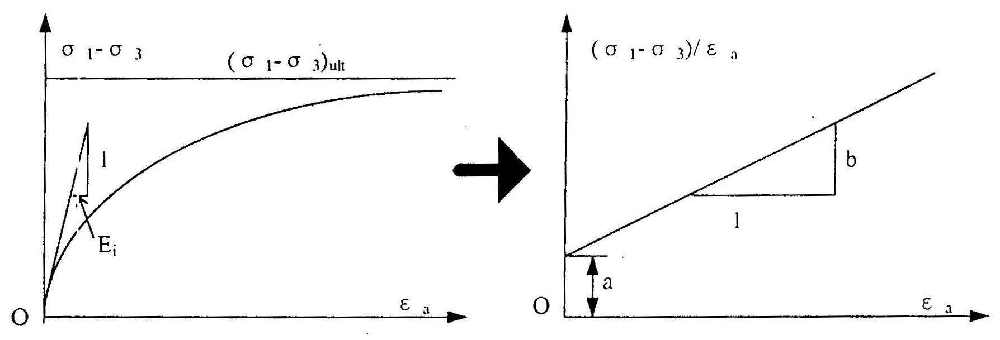 σ 1-σ 3
(σ 1-σ 3)ult
1
Ei
O
ε a
(σ 1-σ 3)/ε a
b
1
a
O
ε a